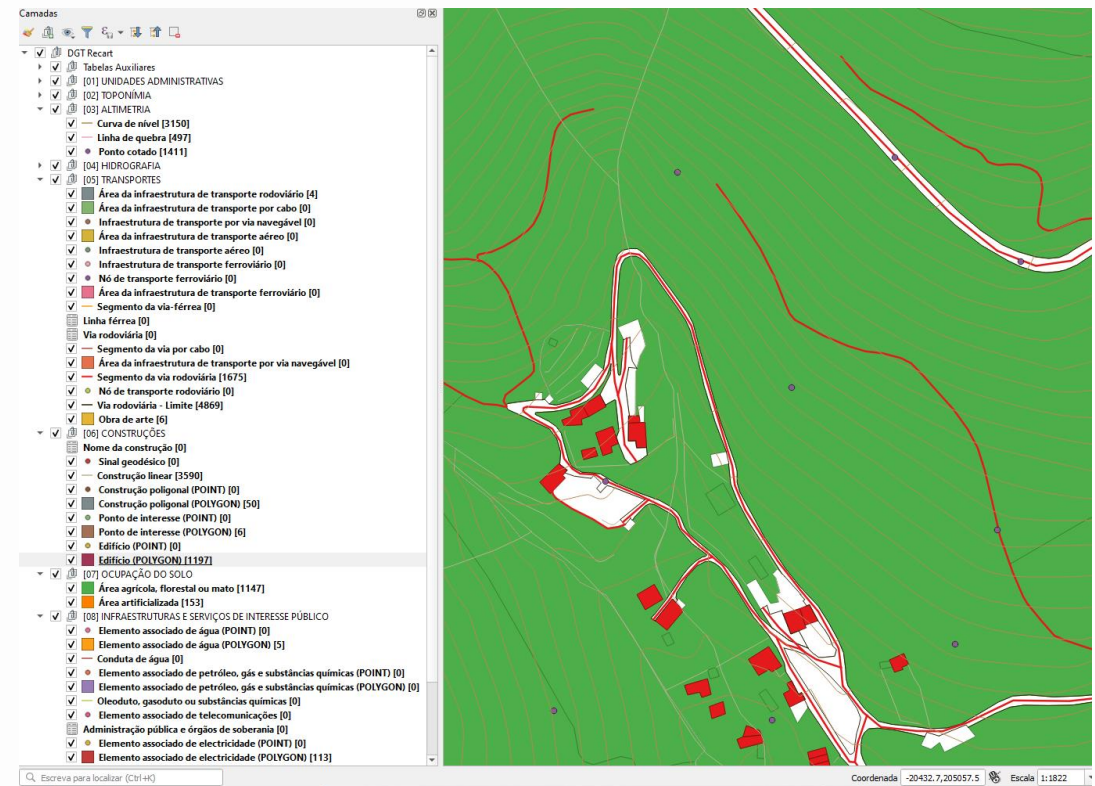 Camadas
DGT Recart
Tabelas Auxiliares
[01] UNIDADES ADMINISTRATIVAS
[02] TOPONÍMIA
[03] ALTIMETRIA
Curva de nível [3150]
Linha de quebra [497]
Ponto cotado [1411]
[04] HIDROGRAFIA
[05] TRANSPORTES
Área da infraestrutura de transporte rodoviário [4]
Área da infraestrutura de transporte por cabo [0]
Infraestrutura de transporte por via navegável [0]
Área da infraestrutura de transporte aéreo [0]
Infraestrutura de transporte aéreo [0]
Infraestrutura de transporte ferroviário [0]
Nó de transporte ferroviário [0]
Área da infraestrutura de transporte ferroviário [0]
Segmento da via-férrea [0]
Linha férrea [0]
Via rodoviária [0]
Segmento da via por cabo [0]
Área da infraestrutura de transporte por via navegável [0]
Segmento da via rodoviária [1675]
Nó de transporte rodoviário [0]
Via rodoviária - Limite [4869]
Obra de arte [6]
[06] CONSTRUÇÕES
Nome da construção [0]
Sinal geodésico [0]
Construção linear [3590]
Construção poligonal (POINT) [0]
Construção poligonal (POLYGON) [50]
Ponto de interesse (POINT) [0]
Ponto de interesse (POLYGON) [6]
Edifício (POINT) [0]
Edifício (POLYGON) [1197]
[07] OCUPAÇÃO DO SOLO
Área agrícola, florestal ou mato [1147]
Área artificializada [153]
[08] INFRAESTRUTURAS E SERVIÇOS DE INTERESSE PÚBLICO
Elemento associado de água (POINT) [0]
Elemento associado de água (POLYGON) [5]
Conduta de água [0]
Elemento associado de petróleo, gás e substâncias químicas (POINT) [0]
Elemento associado de petróleo, gás e substâncias químicas (POLYGON) [0]
Oleoduto, gasoduto ou substâncias químicas [0]
Elemento associado de telecomunicações [0]
Administração pública e órgãos de soberania [0]
Elemento associado de electricidade (POINT) [0]
Elemento associado de electricidade (POLYGON) [113]
Escreva para localizar (Ctrl+K)
Coordenada -20432.7,205057.5 Escala 1:1822